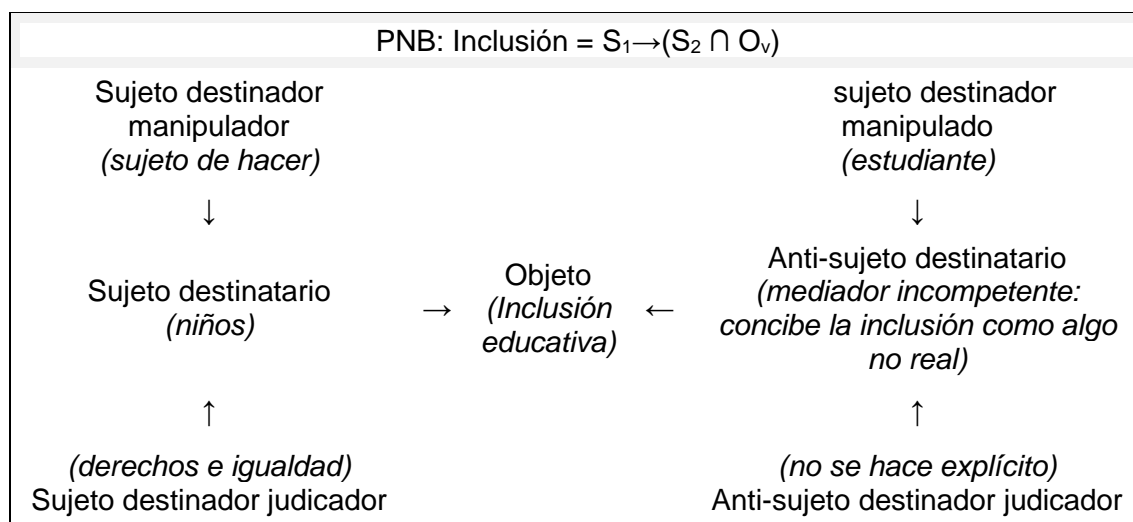 PNB: Inclusión = S₁→(S₂ ∩ Oᵥ)
Sujeto destinador
manipulador
(sujeto de hacer)
↓
Sujeto destinatario
(niños)
↑
(derechos e igualdad)
Sujeto destinador judicador
→
Objeto
(Inclusión
educativa)
←
sujeto destinador
manipulado
(estudiante)
↓
Anti-sujeto destinatario
(mediador incompetente:
concibe la inclusión como algo
no real)
↑
(no se hace explícito)
Anti-sujeto destinador judicador